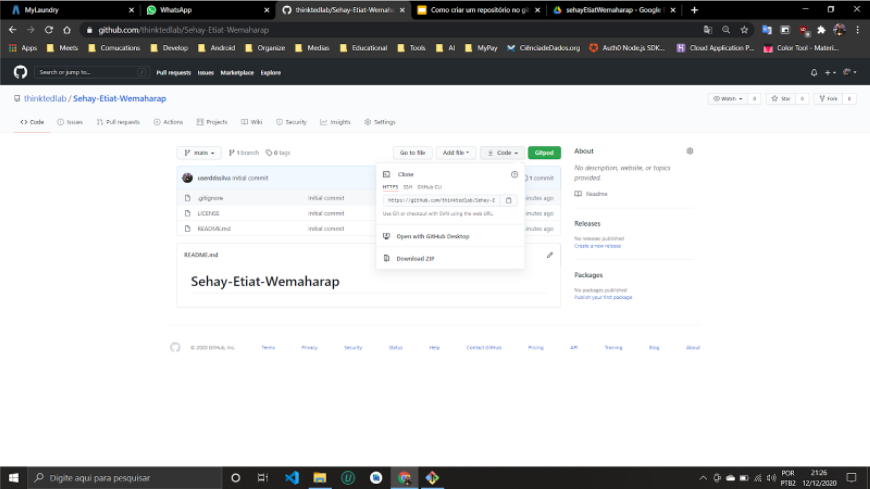 MyLaundry
WhatsApp
thinktedlab/Sehay-Etiat-Wemaha
Como criar um repositório no git
sehayEtiatWemaharap - Google
github.com/thinktedlab/Sehay-Etiat-Wemaharap
Apps Meets Comucations Develop Android Organize Medias Educational Tools AI MyPay CiênciadeDados.org Auth0 Node.js SDK... Cloud Application P... Color Tool - Materi...
Search or jump to... / Pull requests Issues Marketplace Explore
thinktedlab / Sehay-Etiat-Wemaharap
Watch 0 Star 0 Fork 0
Code Issues Pull requests Actions Projects Wiki Security Insights Settings
main 1 branch 0 tags Go to file Add file Code Gitpod
userddssilva Initial commit 1 commit
.gitignore Initial commit
LICENSE Initial commit
README.md Initial commit
Clone
HTTPS SSH GitHub CLI
https://github.com/thinktedlab/Sehay-E
Use Git or checkout with SVN using the web URL.
Open with GitHub Desktop
Download ZIP
README.md
Sehay-Etiat-Wemaharap
About
No description, website, or topics
provided.
Readme
Releases
No releases published
Create a new release
Packages
No packages published
Publish your first package
© 2020 GitHub, Inc. Terms Privacy Security Status Help Contact GitHub Pricing API Training Blog About
Digite aqui para pesquisar
POR
PTB2
21:26
12/12/2020